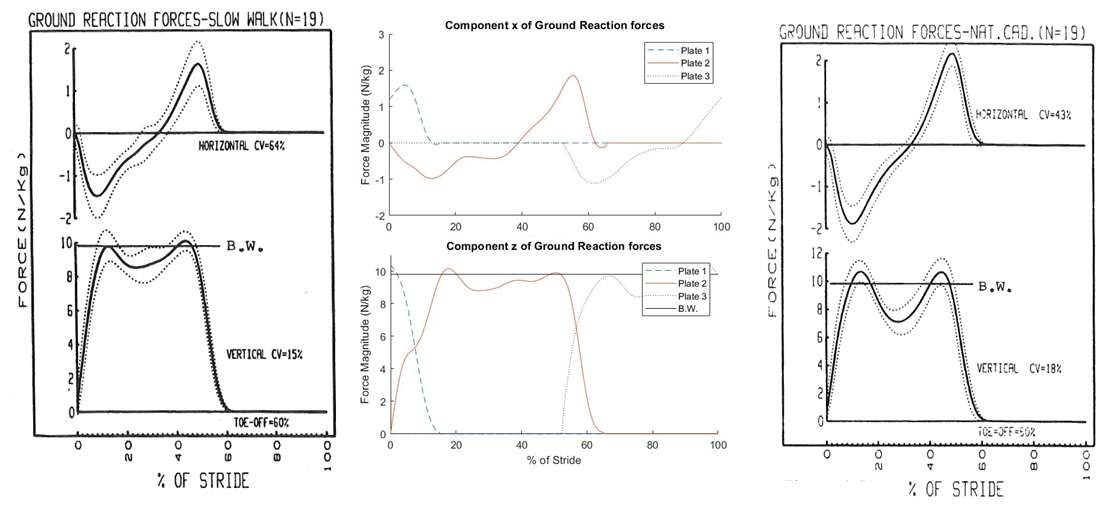 GROUND REACTION FORCES-SLOW WALK(N=19)
2
1
0
-1
-2
HORIZONTAL CV=64%
10
8
6
4
2
0
B.W.
VERTICAL CV=15%
TOE-OFF=60%
FORCE(N/Kg)
0
20
40
60
80
100
% OF STRIDE
Component x of Ground Reaction forces
3
2
1
0
-1
-2
Force Magnitude (N/kg)
Plate 1
Plate 2
Plate 3
0
20
40
60
80
100
Component z of Ground Reaction forces
10
8
6
4
2
0
Force Magnitude (N/kg)
Plate 1
Plate 2
Plate 3
B.W.
0
20
40
60
80
100
% of Stride
GROUND REACTION FORCES-NAT.CAD.(N=19)
2
1
0
-1
-2
HORIZONTAL CV=43%
12
10
8
6
4
2
0
B.W.
VERTICAL CV=18%
TOE-OFF=60%
FORCE(N/Kg)
0
20
40
60
80
100
% OF STRIDE